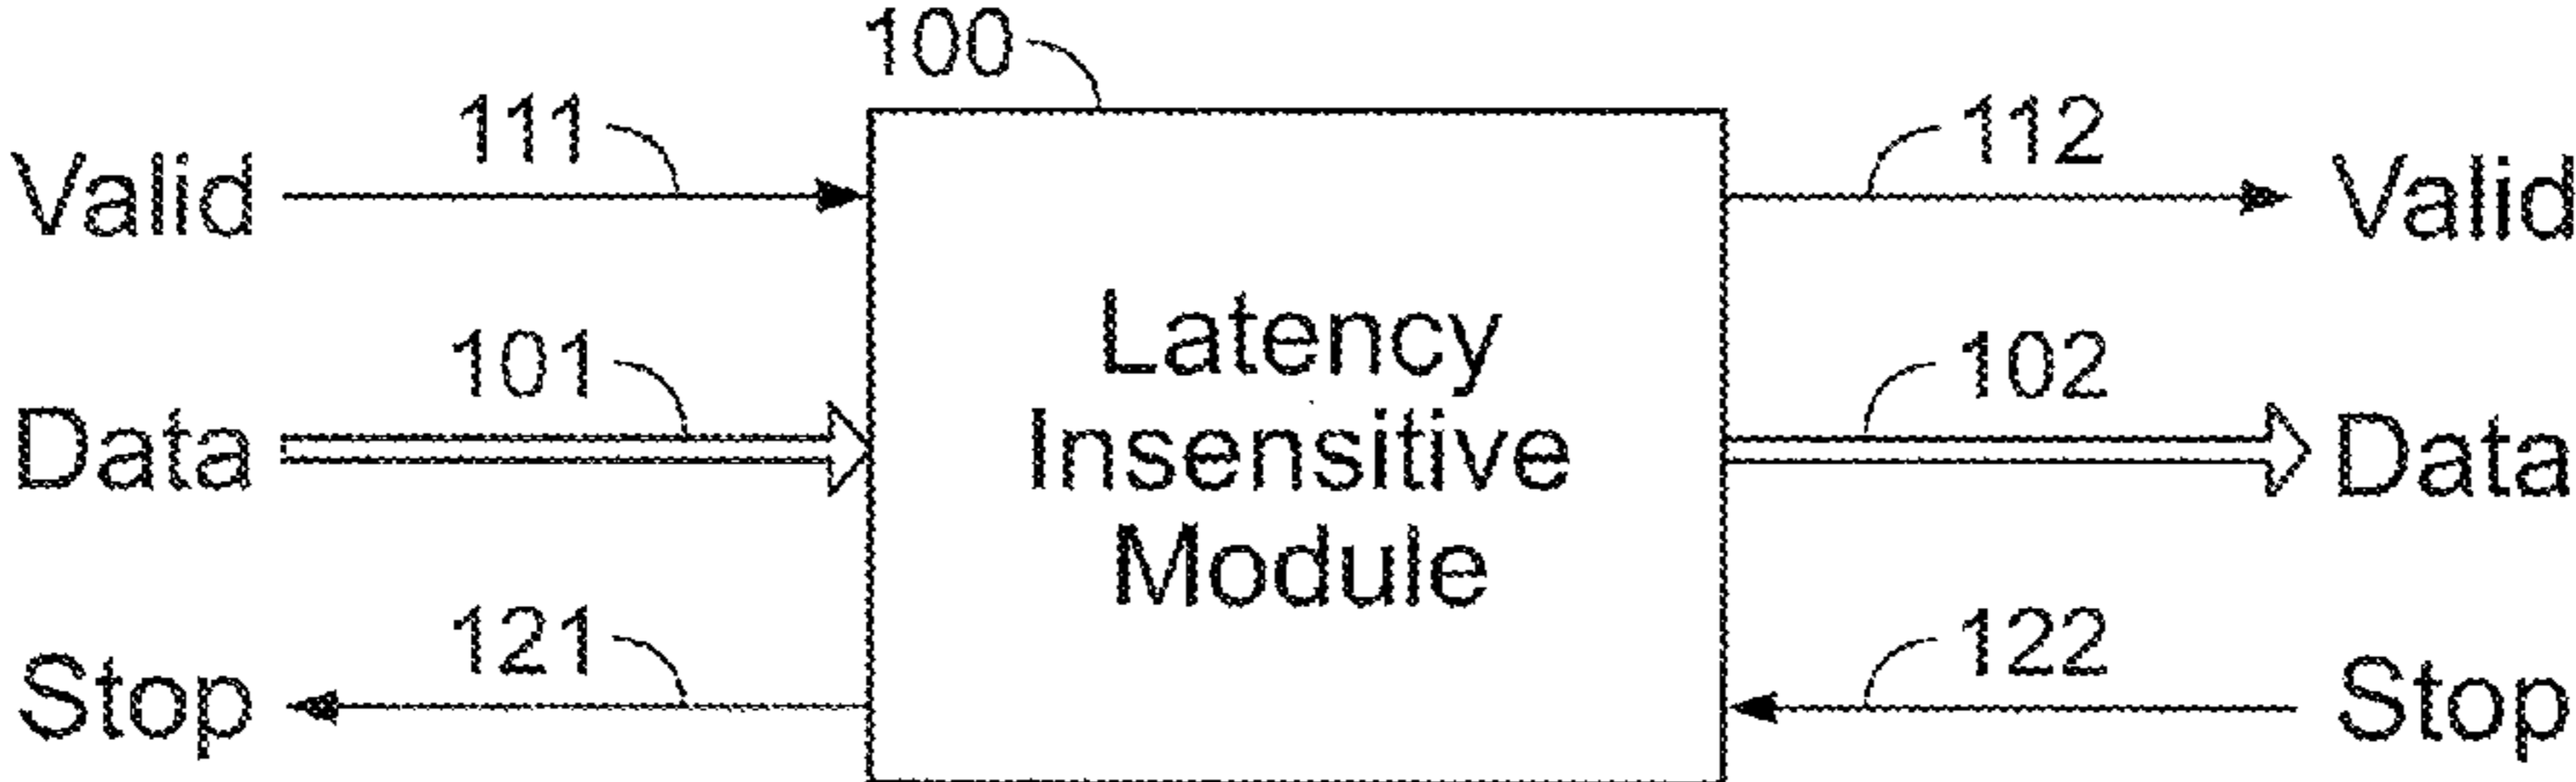 100
111
112
Valid
Valid
Latency
101
102
Data
Insensitive
Data
Module
121
122
Stop
Stop